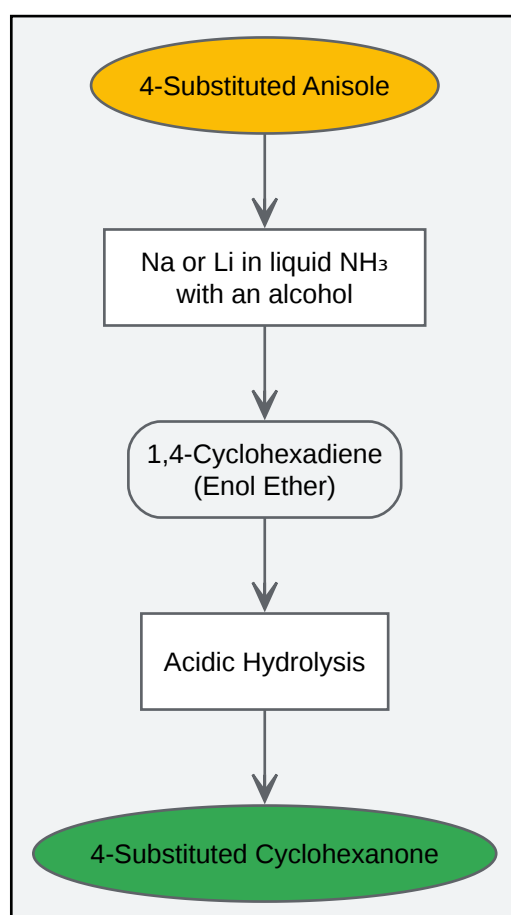 4-Substituted Anisole
Na or Li in liquid NH₃
with an alcohol
1,4-Cyclohexadiene
(Enol Ether)
Acidic Hydrolysis
4-Substituted Cyclohexanone